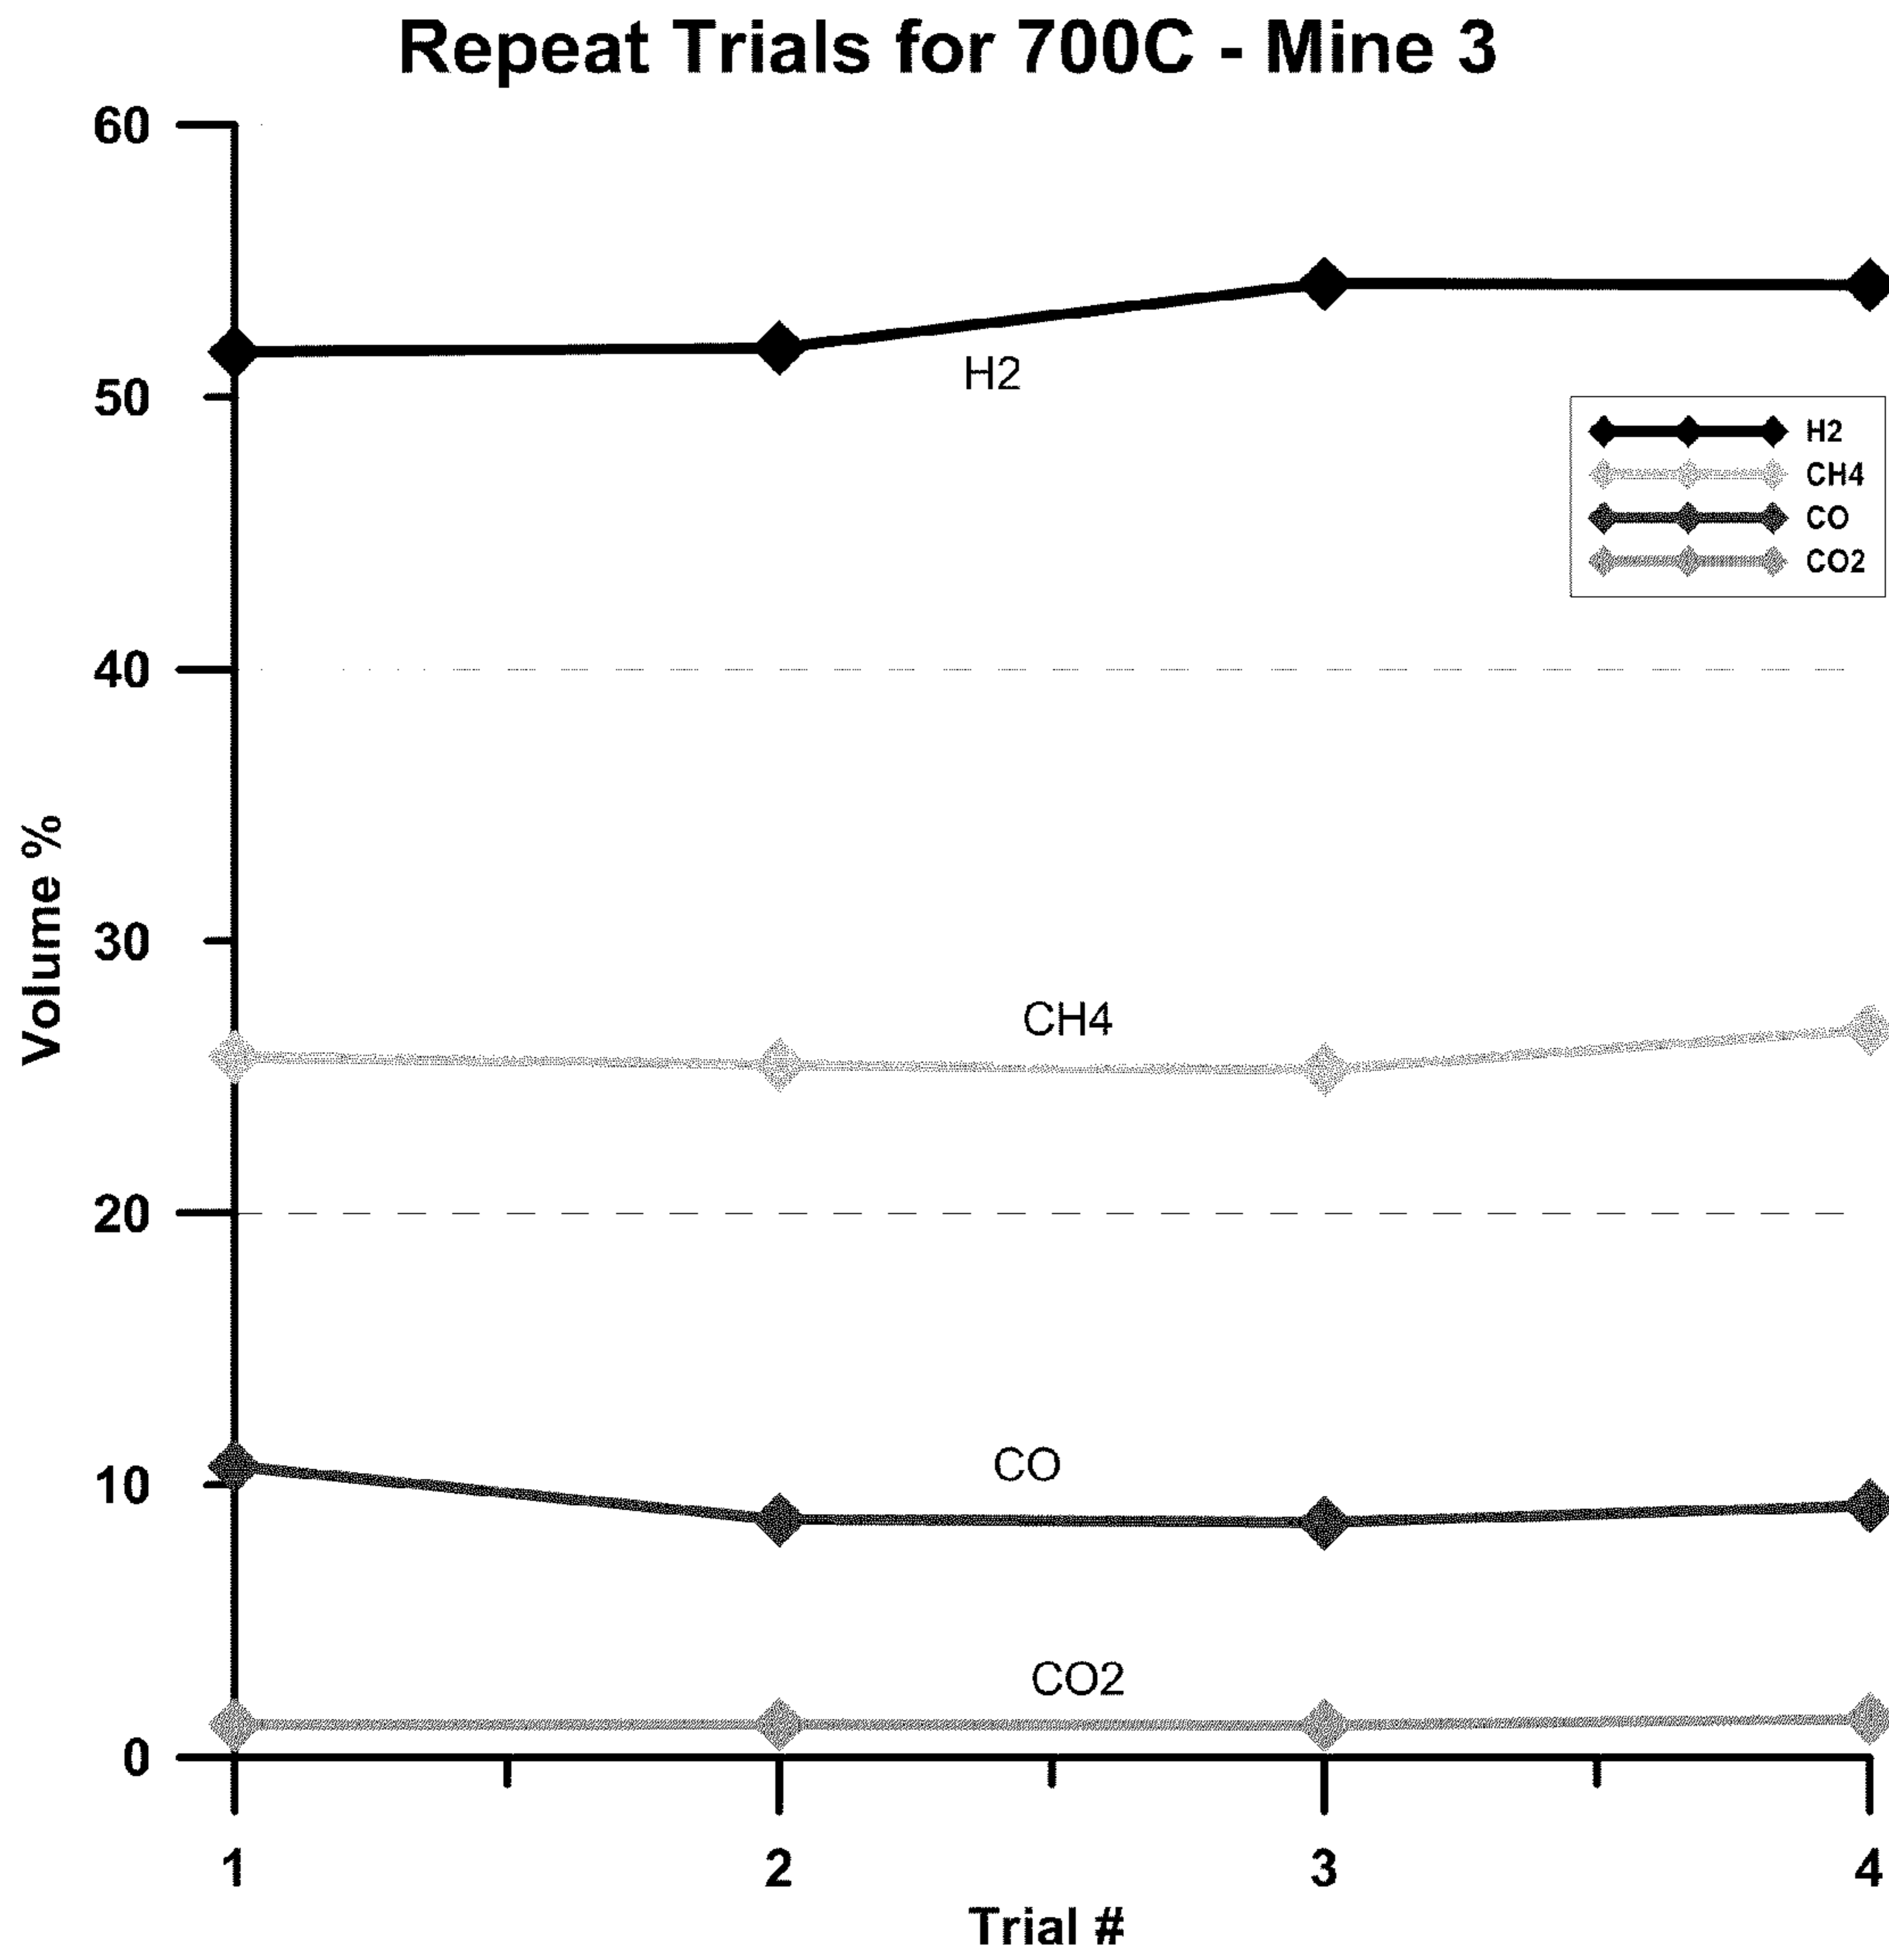 Repeat Trials for 700C - Mine 3
60
50
40
30
20
10
0
Volume %
H2
CH4
CO
CO2
H2
CH4
CO
CO2
1 2 3 4
Trial #